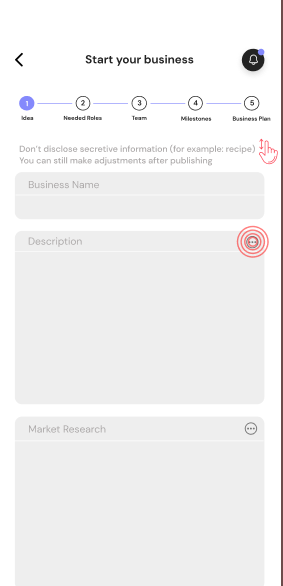 Start your business
1 2 3 4 5
Idea Needed Roles Team Milestones Business Plan
Don't disclose secretive information (for example: recipe)
You can still make adjustments after publishing
Business Name
Description
Market Research